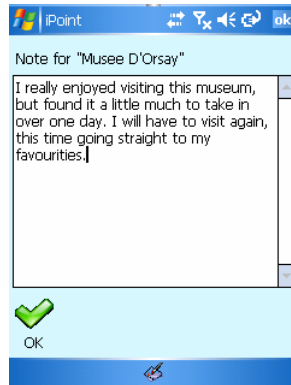 iPoint ok
Note for "Musee D'Orsay"
I really enjoyed visiting this museum,
but found it a little much to take in
over one day. I will have to visit again,
this time going straight to my
favourities.
OK